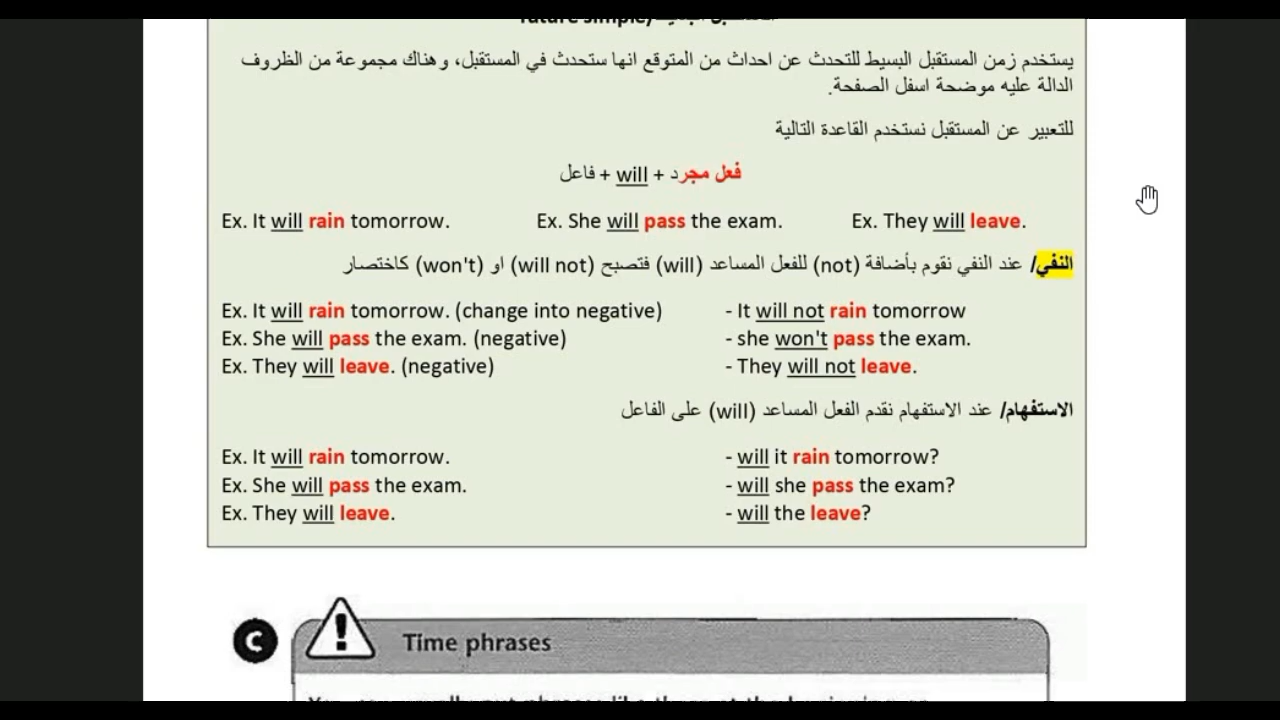 future simple/
يستخدم زمن المستقبل البسيط للتحدث عن احداث من المتوقع انها ستحدث في المستقبل، وهناك مجموعة من الظروف
الدالة عليه موضحة اسفل الصفحة.
للتعبير عن المستقبل نستخدم القاعدة التالية
فاعل + will + فعل مجرد
Ex. It will rain tomorrow. Ex. She will pass the exam. Ex. They will leave.
النفي/ عند النفي نقوم بأضافة (not) للفعل المساعد (will) فتصبح (will not) او (won't) كاختصار
Ex. It will rain tomorrow. (change into negative) - It will not rain tomorrow
Ex. She will pass the exam. (negative) - she won't pass the exam.
Ex. They will leave. (negative) - They will not leave.
الاستفهام/ عند الاستفهام نقدم الفعل المساعد (will) على الفاعل
Ex. It will rain tomorrow. - will it rain tomorrow?
Ex. She will pass the exam. - will she pass the exam?
Ex. They will leave. - will the leave?
C ! Time phrases